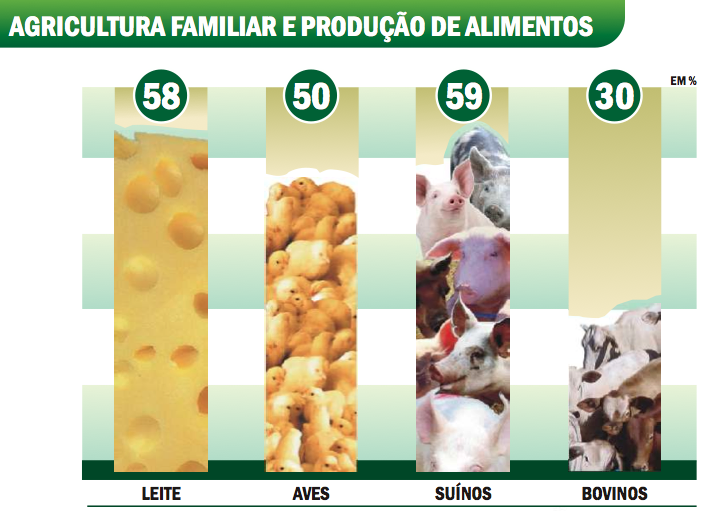 AGRICULTURA FAMILIAR E PRODUÇÃO DE ALIMENTOS
EM %
58 50 59 30
LEITE AVES SUÍNOS BOVINOS